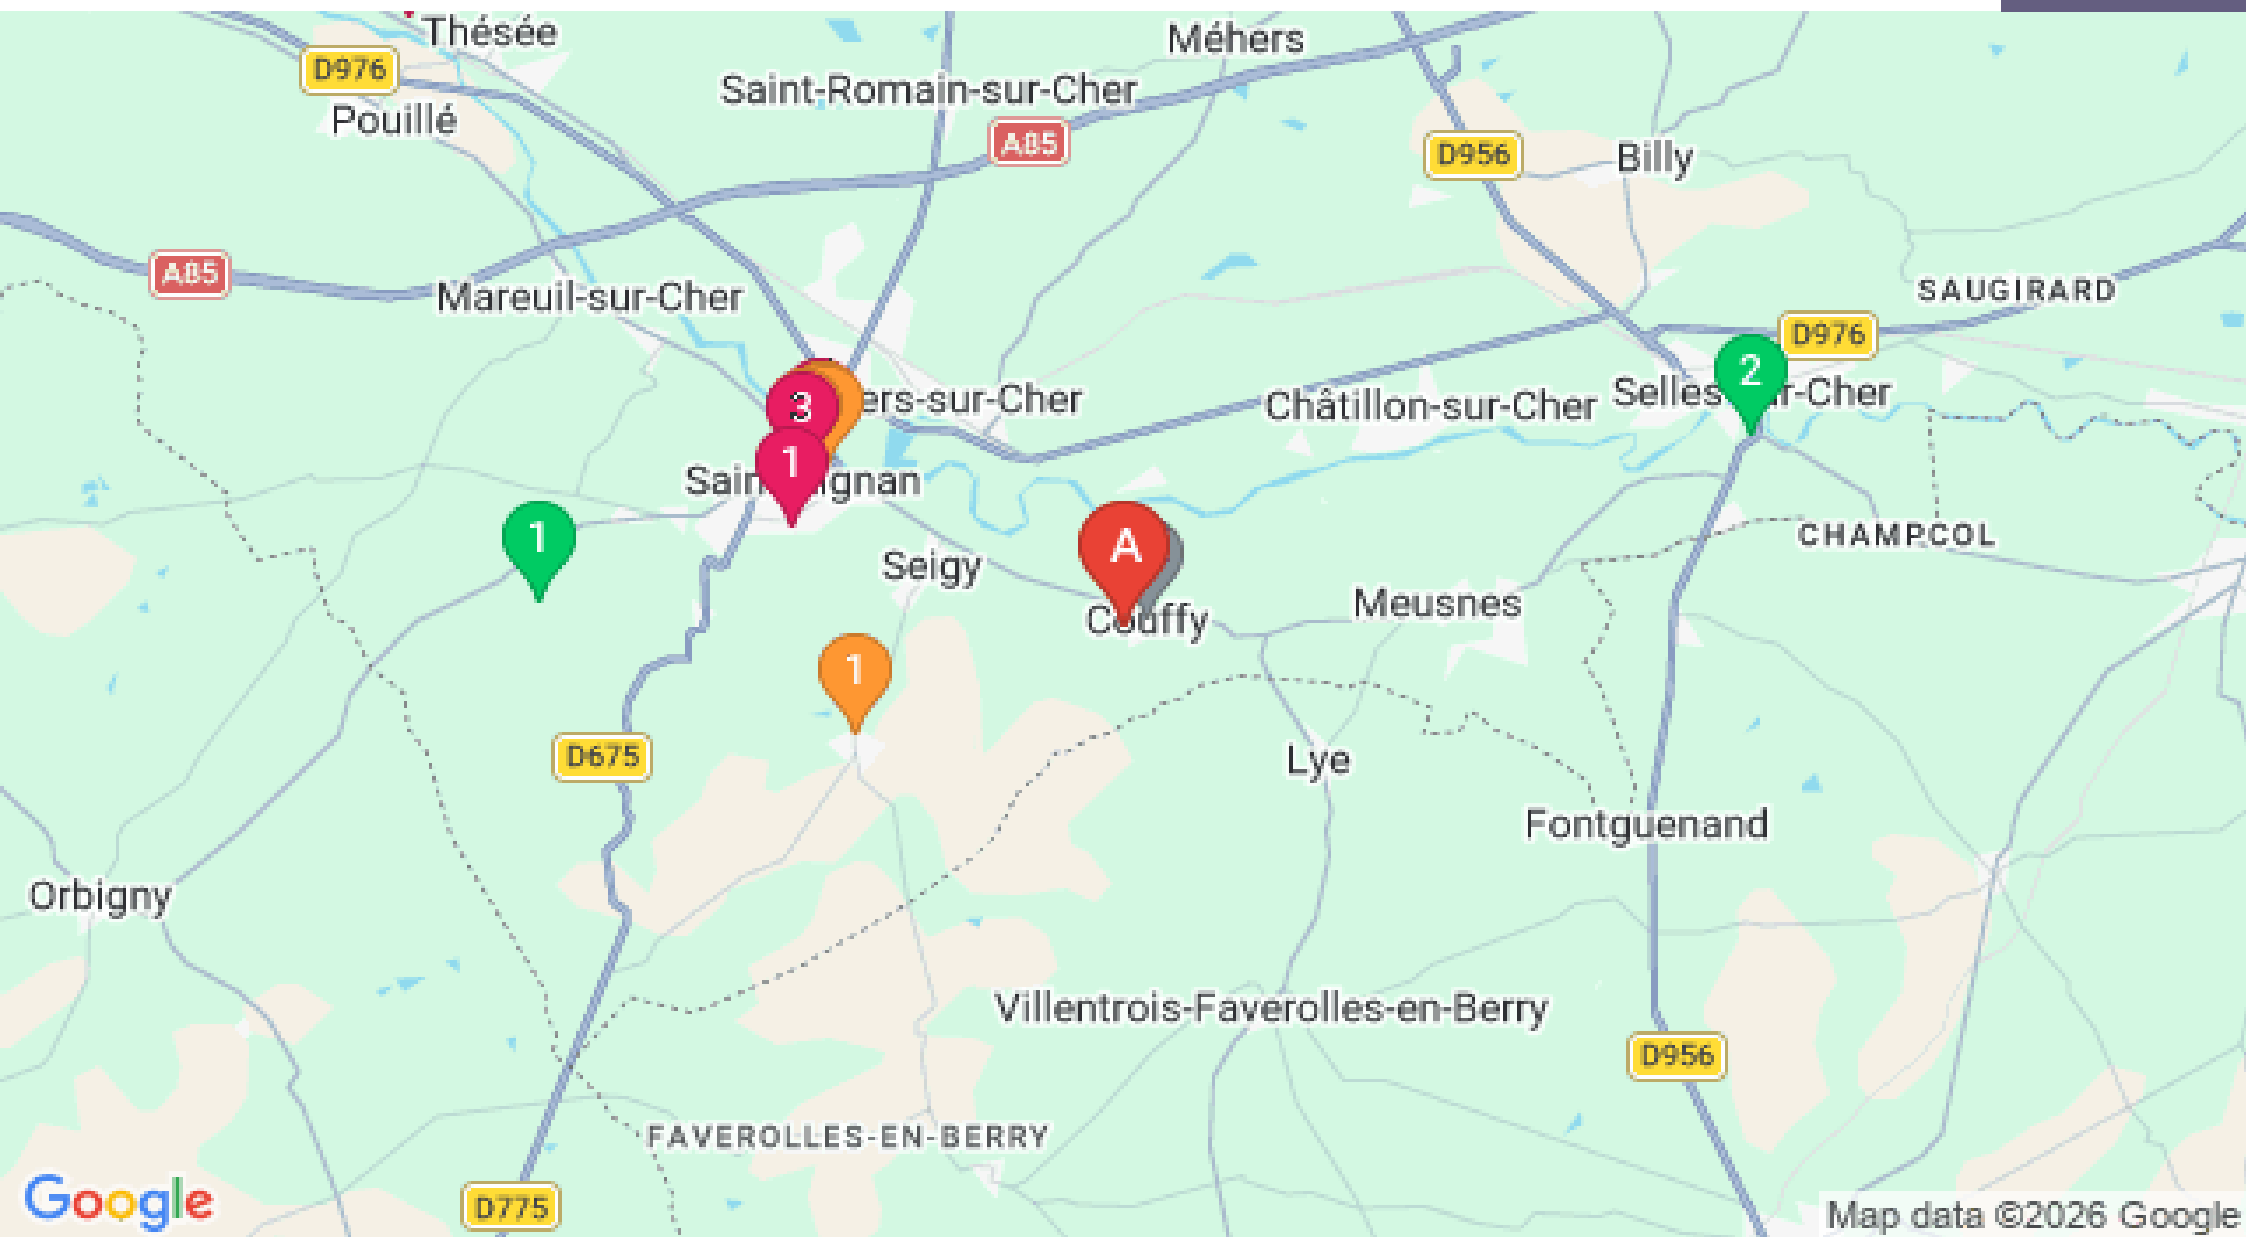 Thésée
Méhers
D976
Saint-Romain-sur-Cher
Pouillé
A85
D956
Billy
A85
Mareuil-sur-Cher
SAUGIRARD
D976
2
3
ers-sur-Cher
Châtillon-sur-Cher
Selles
r-Cher
1
Sain
ignan
1
A
CHAMPCOL
Seigy
Couffy
Meusnes
1
D675
Lye
Fontguenand
Orbigny
Villentrois-Faverolles-en-Berry
D956
FAVEROLLES-EN-BERRY
Google
D775
Map data ©2026 Google